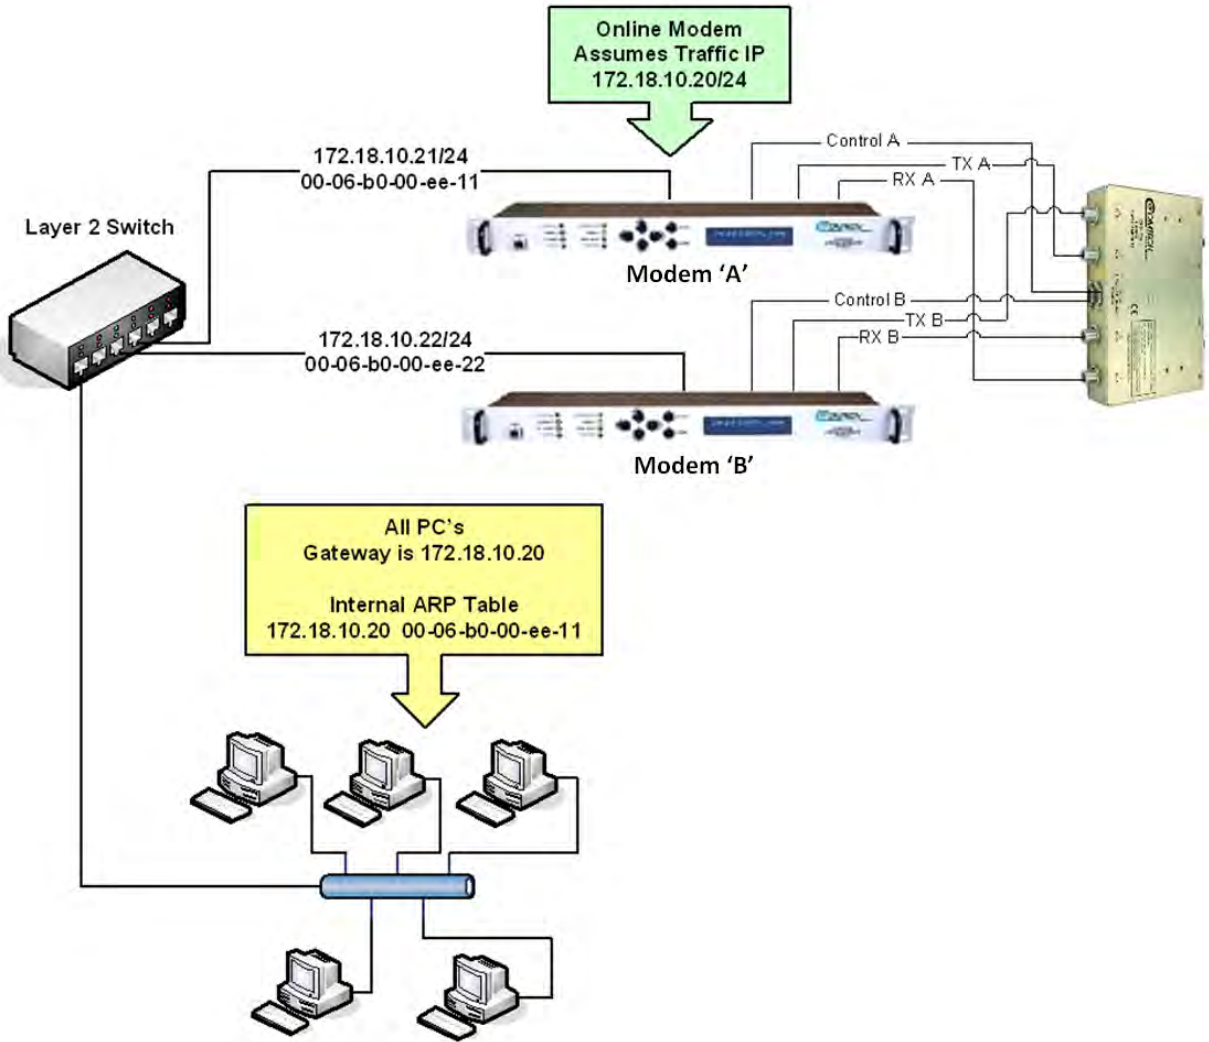 Online Modem
Assumes Traffic IP
172.18.10.20/24
172.18.10.21/24
00-06-b0-00-ee-11
Control A
TX A
RX A
Layer 2 Switch
Modem ‘A’
172.18.10.22/24
00-06-b0-00-ee-22
Control B
TX B
RX B
Modem ‘B’
All PC's
Gateway is 172.18.10.20
Internal ARP Table
172.18.10.20 00-06-b0-00-ee-11